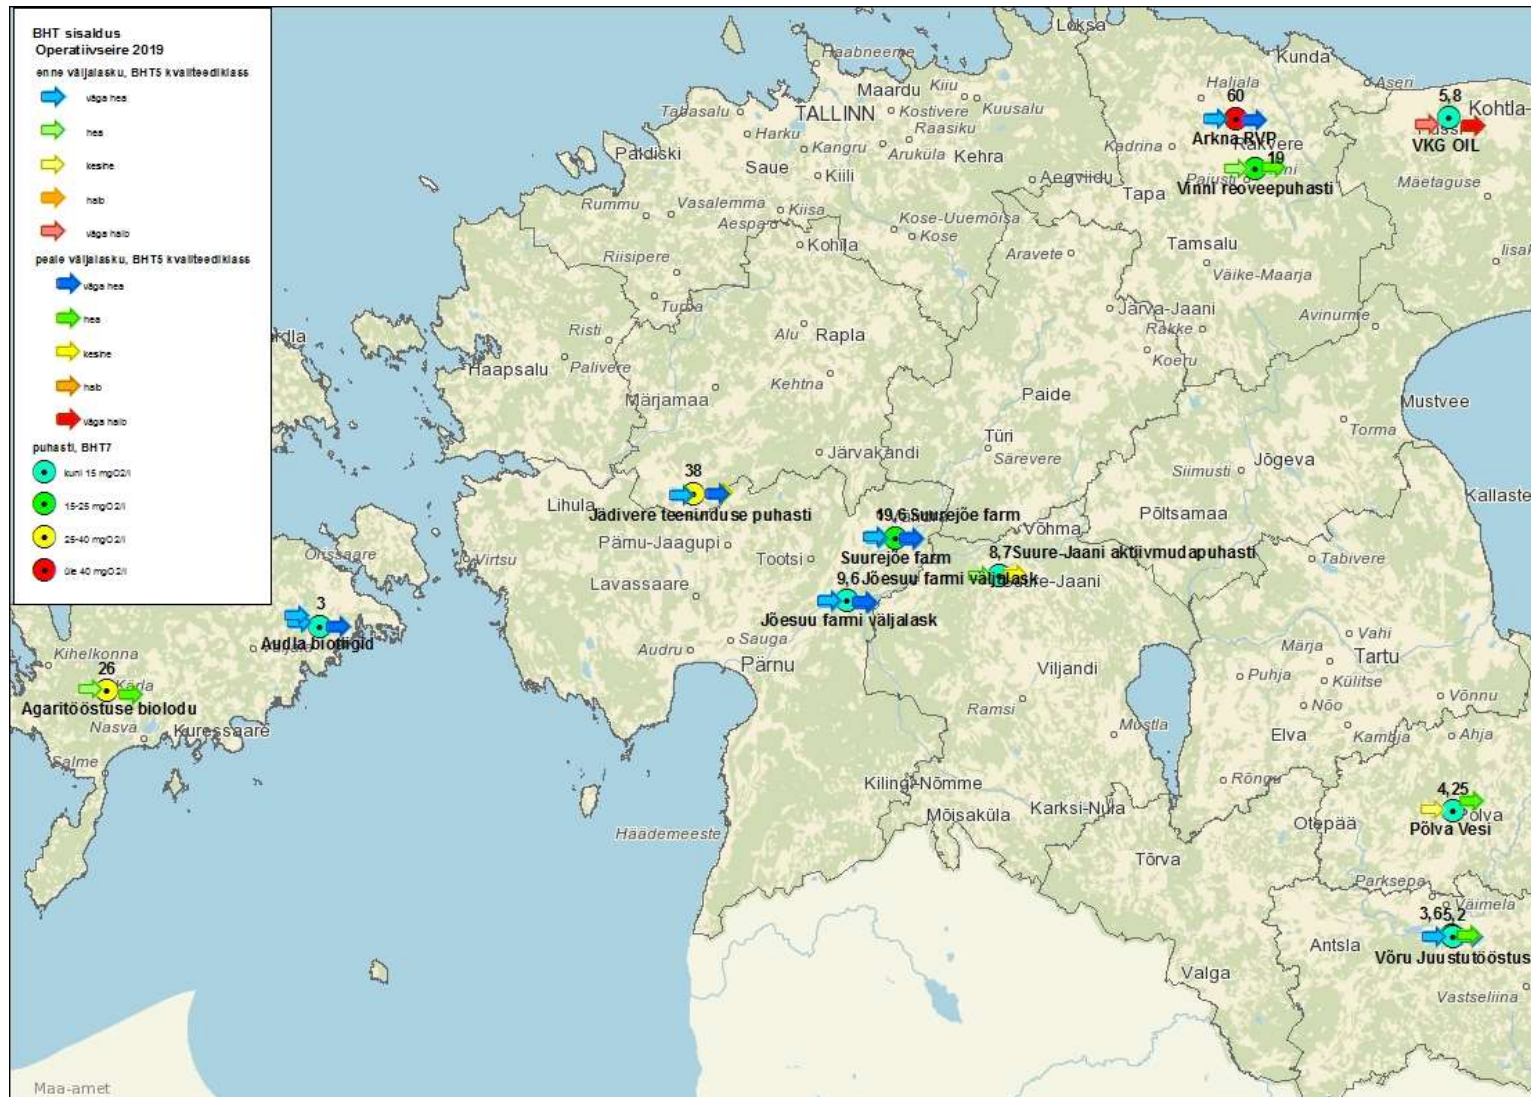 BHT sisaldus
Operatiivseire 2019
enne väljalasku, BHT5 kvaliteediklass
väga hea
hea
kesine
halb
väga halb
peale väljalasku, BHT5 kvaliteediklass
väga hea
hea
kesine
halb
väga halb
puhasti, BHT7
kuni 15 mgO2/l
15-25 mgO2/l
25-40 mgO2/l
üle 40 mgO2/l
Loksa
Haabneeme
Kunda
Maardu
Kiiu
Haljala
Aseri
Tabasalu
TALLINN
Kostivere
Kuusalu
60
5,8
Kohtla-
Harku
Raasiku
Arkna RVP
Rakvere
VKG OIL
Paldiski
Saue
Kangru
Aruküla
Kehra
Kadrina
19
Kiili
Aegviidu
Pajusti
Vinni reoveepuhasti
Mäetaguse
Tapa
Rummu
Vasalemma
Kiisa
Aespa
Kose-Uuemõisa
Kose
Kohila
Riisipere
Aravete
Tamsalu
Väike-Maarja
Iisak
Turba
Järva-Jaani
Avinurme
Risti
Alu
Rapla
Rakke
Koeru
Haapsalu
Palivere
Kehtna
Märjamaa
Paide
Mustvee
Türi
Torma
Järvakandi
Särevere
Siimusti
Jõgeva
38
Lihula
Kallaste
Jädivere teeninduse puhasti
19,6 Suurejõe farm
Põltsamaa
Võhma
Pärnu-Jaagupi
Tootsi
Suurejõe farm
8,7 Suure-Jaani aktiivmudapuhasti
Orissaare
Virtsu
Tabivere
Lavassaare
9,6 Jõesuu farmi väljalask
Suure-Jaani
3
Jõesuu farmi väljalask
Audla biotiigid
Sauga
Vahi
Kihelkonna
Audru
Pärnu
Märja
Tartu
26
Kärla
Viljandi
Puhja
Külitse
Agaritööstuse biolodu
Ramsi
Nõo
Võnnu
Nasva
Kuressaare
Mustla
Elva
Kambja
Ahja
Salme
Kilingi-Nõmme
Rõngu
4,25
Mõisaküla
Karksi-Nuia
Otepää
Põlva
Häädemeeste
Põlva Vesi
Tõrva
Parksepa
Väimela
3,6
5,2
Antsla
Võru Juustutööstus
Valga
Vastseliina
Maa-amet